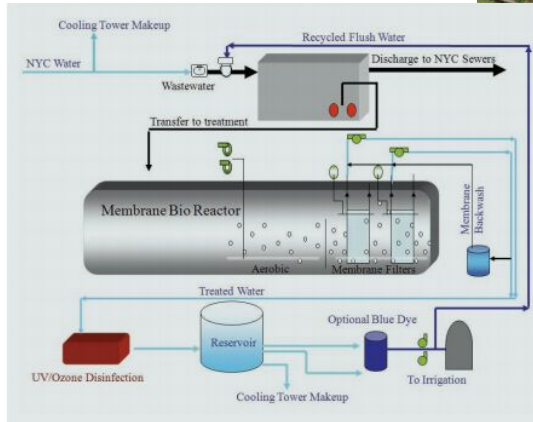 Cooling Tower Makeup
Recycled Flush Water
NYC Water
Discharge to NYC Sewers
Wastewater
Transfer to treatment
Membrane Bio Reactor
Membrane
Backwash
Aerobic
Membrane Filters
Treated Water
Optional Blue Dye
Reservoir
UV/Ozone Disinfection
To Irrigation
Cooling Tower Makeup